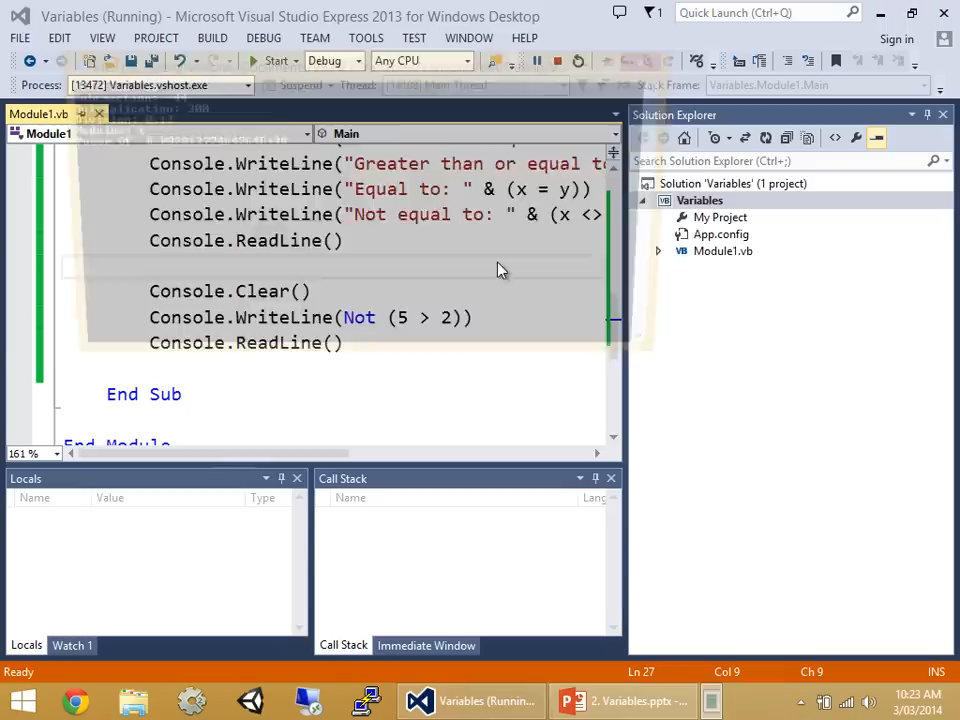 Variables (Running) - Microsoft Visual Studio Express 2013 for Windows Desktop
1
Quick Launch (Ctrl+Q)
FILE EDIT VIEW PROJECT BUILD DEBUG TEAM TOOLS TEST WINDOW HELP
Sign in
Start Debug Any CPU
Process: [13472] Variables.vshost.exe Suspend Thread: [14108] Main Thread Stack Frame: Variables.Module1.Main
Module1.vb
Solution Explorer
Module1 Main
Search Solution Explorer (Ctrl+;)
Console.WriteLine("Greater than or equal to
Console.WriteLine("Equal to: " & (x = y))
Console.WriteLine("Not equal to: " & (x <>
Console.ReadLine()
Console.Clear()
Console.WriteLine(Not (5 > 2))
Console.ReadLine()
End Sub
End Module
161 %
Solution 'Variables' (1 project)
Variables
My Project
App.config
Module1.vb
Locals
Name Value Type
Call Stack
Name Lang
Locals Watch 1
Call Stack Immediate Window
Ready Ln 27 Col 9 Ch 9 INS
Variables (Runnin... 2. Variables.pptx - ...
10:23 AM
3/03/2014